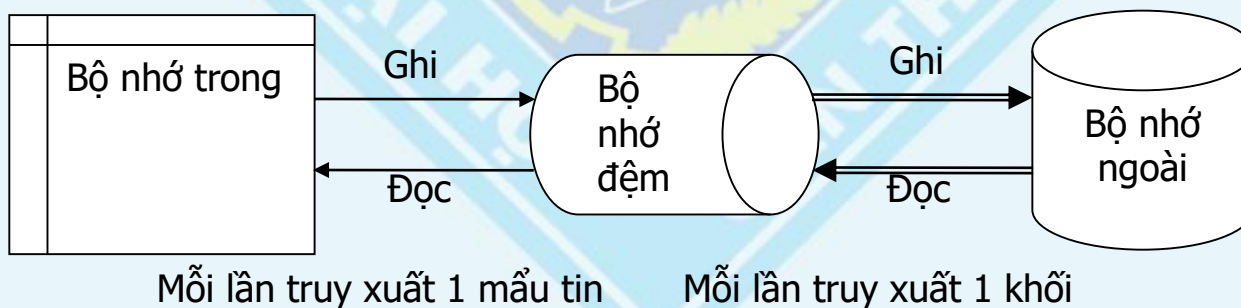 Bộ nhớ trong
Ghi
Đọc
Bộ
nhớ
đệm
Ghi
Đọc
Bộ nhớ
ngoài
Mỗi lần truy xuất 1 mẩu tin
Mỗi lần truy xuất 1 khối